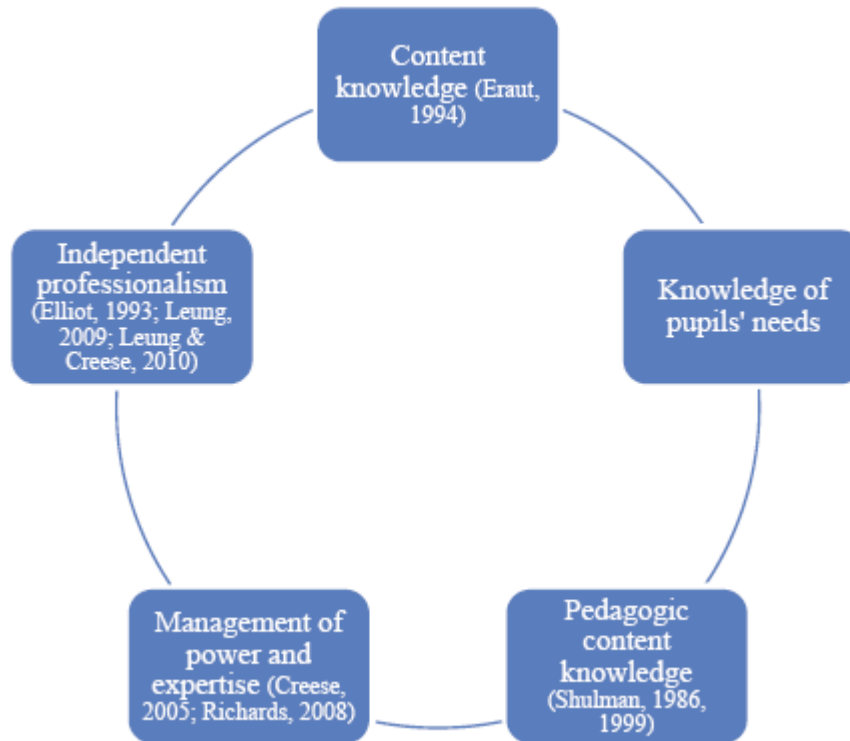 Content
knowledge (Eraut,
1994)
Knowledge of
pupils' needs
Pedagogic
content
knowledge
(Shulman, 1986,
1999)
Management of
power and
expertise (Creese,
2005; Richards, 2008)
Independent
professionalism
(Elliot, 1993; Leung,
2009; Leung &
Creese, 2010)